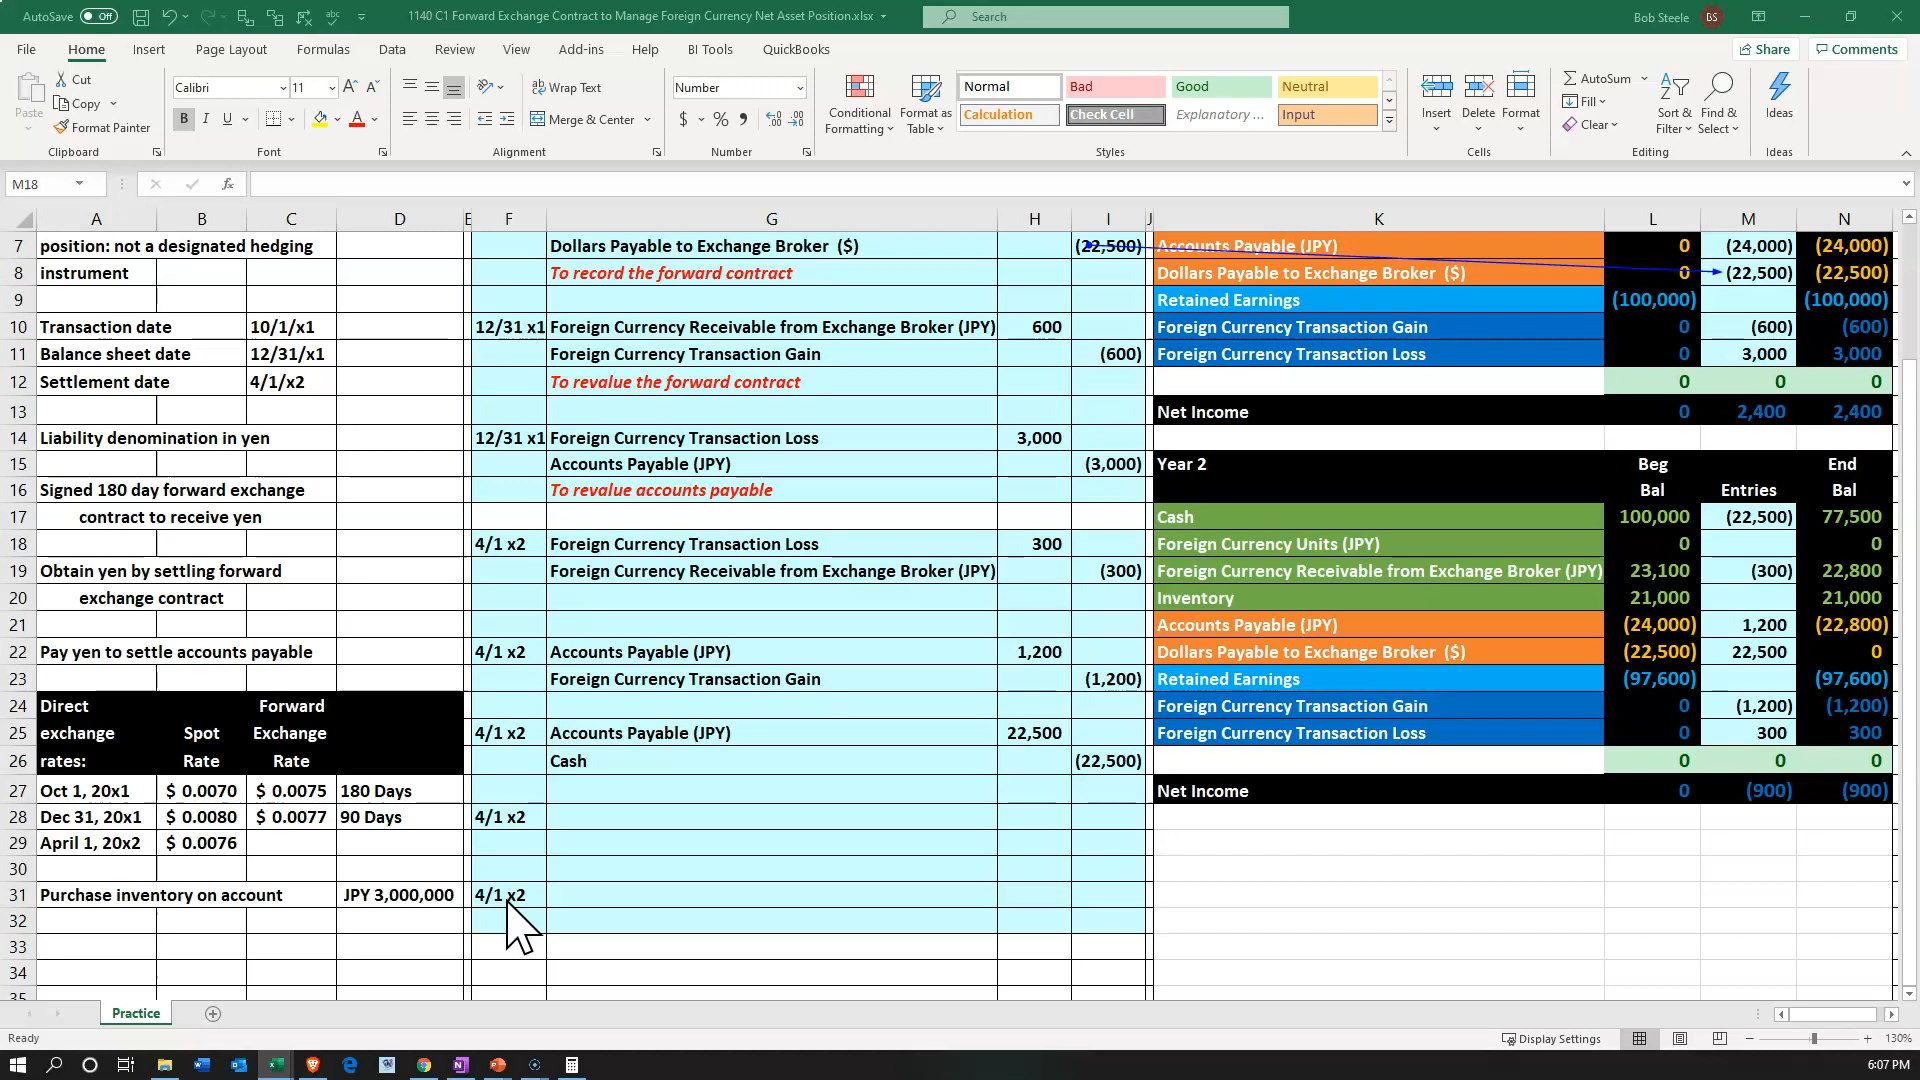 AutoSave Off 1140 C1 Forward Exchange Contract to Manage Foreign Currency Net Asset Position.xlsx Search Bob Steele BS
File Home Insert Page Layout Formulas Data Review View Add-ins Help BI Tools QuickBooks Share Comments
Paste Cut Copy Format Painter Clipboard
Calibri 11 B I U A A A Font
Wrap Text Merge & Center Alignment
Number $ % Number
Conditional Formatting Format as Table Normal Bad Good Neutral Calculation Check Cell Explanatory ... Input Styles
Insert Delete Format Cells
AutoSum Fill Clear Sort & Filter Find & Select Editing
Ideas Ideas
M18 fx
A B C D E F G H I J K L M N
7 position: not a designated hedging Dollars Payable to Exchange Broker ($) (22,500) Accounts Payable (JPY) 0 (24,000) (24,000)
8 instrument To record the forward contract Dollars Payable to Exchange Broker ($) 0 (22,500) (22,500)
9 Retained Earnings (100,000) (100,000)
10 Transaction date 10/1/x1 12/31 x1 Foreign Currency Receivable from Exchange Broker (JPY) 600 Foreign Currency Transaction Gain 0 (600) (600)
11 Balance sheet date 12/31/x1 Foreign Currency Transaction Gain (600) Foreign Currency Transaction Loss 0 3,000 3,000
12 Settlement date 4/1/x2 To revalue the forward contract 0 0 0
13 Net Income 0 2,400 2,400
14 Liability denomination in yen 12/31 x1 Foreign Currency Transaction Loss 3,000
15 Accounts Payable (JPY) (3,000) Year 2 Beg End
16 Signed 180 day forward exchange To revalue accounts payable Bal Entries Bal
17 contract to receive yen Cash 100,000 (22,500) 77,500
18 4/1 x2 Foreign Currency Transaction Loss 300 Foreign Currency Units (JPY) 0 0
19 Obtain yen by settling forward Foreign Currency Receivable from Exchange Broker (JPY) (300) Foreign Currency Receivable from Exchange Broker (JPY) 23,100 (300) 22,800
20 exchange contract Inventory 21,000 21,000
21 Accounts Payable (JPY) (24,000) 1,200 (22,800)
22 Pay yen to settle accounts payable 4/1 x2 Accounts Payable (JPY) 1,200 Dollars Payable to Exchange Broker ($) (22,500) 22,500 0
23 Foreign Currency Transaction Gain (1,200) Retained Earnings (97,600) (97,600)
24 Direct Forward Foreign Currency Transaction Gain 0 (1,200) (1,200)
25 exchange Spot Exchange 4/1 x2 Accounts Payable (JPY) 22,500 Foreign Currency Transaction Loss 0 300 300
26 rates: Rate Rate Cash (22,500) 0 0 0
27 Oct 1, 20x1 $ 0.0070 $ 0.0075 180 Days Net Income 0 (900) (900)
28 Dec 31, 20x1 $ 0.0080 $ 0.0077 90 Days 4/1 x2
29 April 1, 20x2 $ 0.0076
30
31 Purchase inventory on account JPY 3,000,000 4/1 x2
32
33
34
35
Practice
Ready Display Settings 130%
6:07 PM